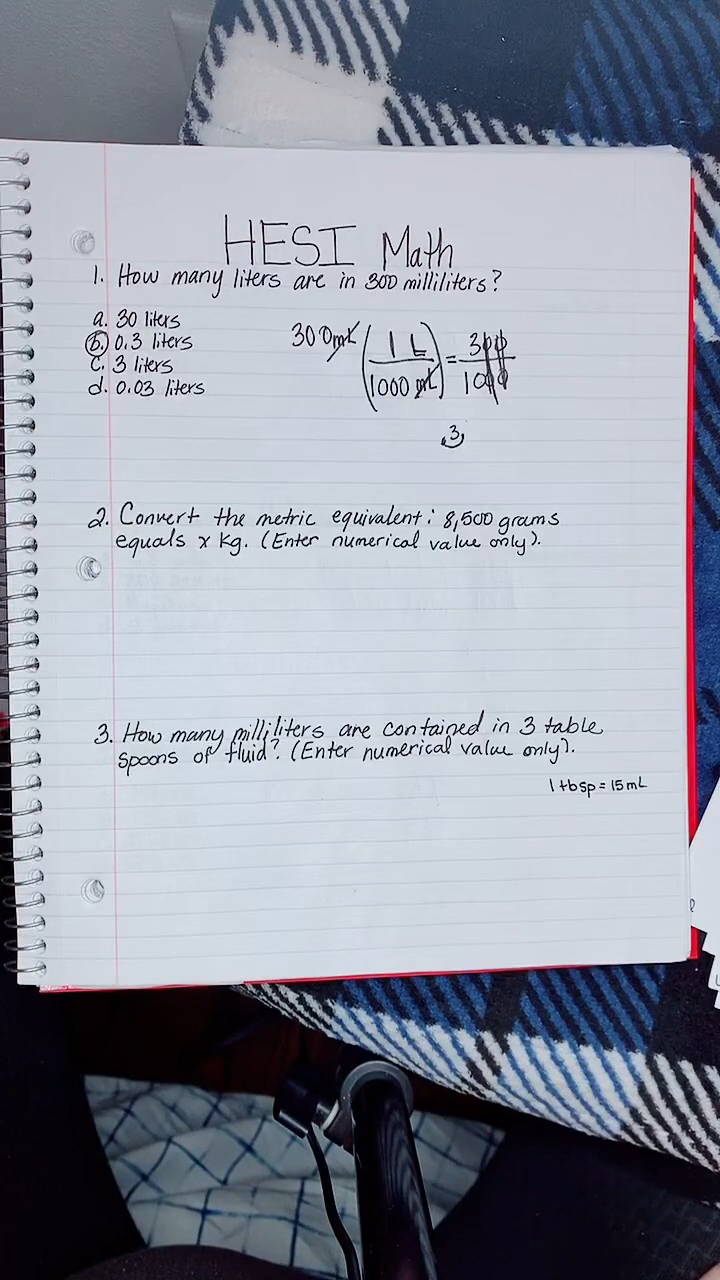 HESI Math
1. How many liters are in 300 milliliters?
a. 30 liters
b. 0.3 liters
c. 3 liters
d. 0.03 liters
300mL (1 L / 1000 mL) = 300 / 1000
.3
2. Convert the metric equivalent: 8,500 grams
equals x kg. (Enter numerical value only).
3. How many milliliters are contained in 3 table
spoons of fluid? (Enter numerical value only).
1 tbsp = 15mL